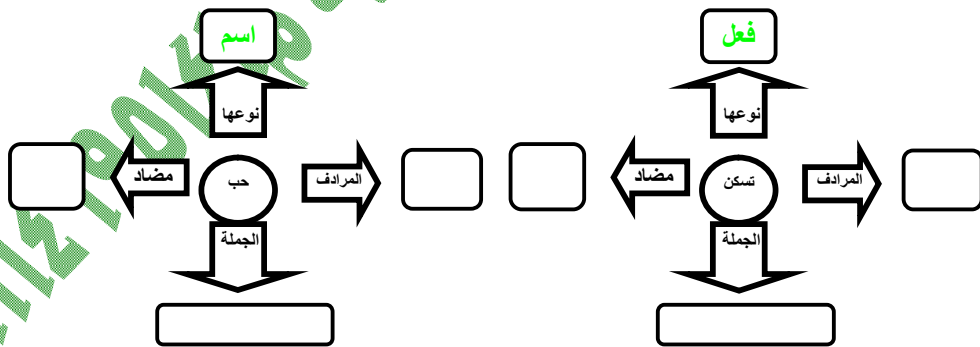 فعل
اسم
نوعها
نوعها
المرادف
تسكن
مضاد
المرادف
حب
مضاد
الجملة
الجملة